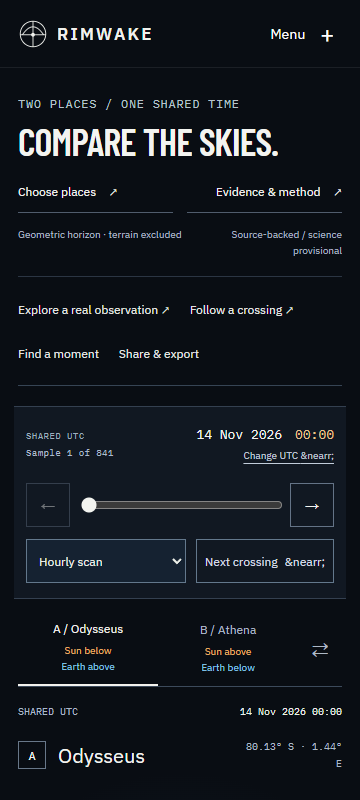 RIMWAKE
Menu +
TWO PLACES / ONE SHARED TIME
COMPARE THE SKIES.
Choose places ↗
Evidence & method ↗
Geometric horizon · terrain excluded
Source-backed / science
provisional
Explore a real observation ↗ Follow a crossing ↗
Find a moment Share & export
SHARED UTC
14 Nov 2026 00:00
Sample 1 of 841
Change UTC &nearr;
← →
Hourly scan
Next crossing &nearr;
A / Odysseus
Sun below
Earth above
B / Athena
Sun above
Earth below
⇄
SHARED UTC
14 Nov 2026 00:00
A
Odysseus
80.13° S · 1.44°
E